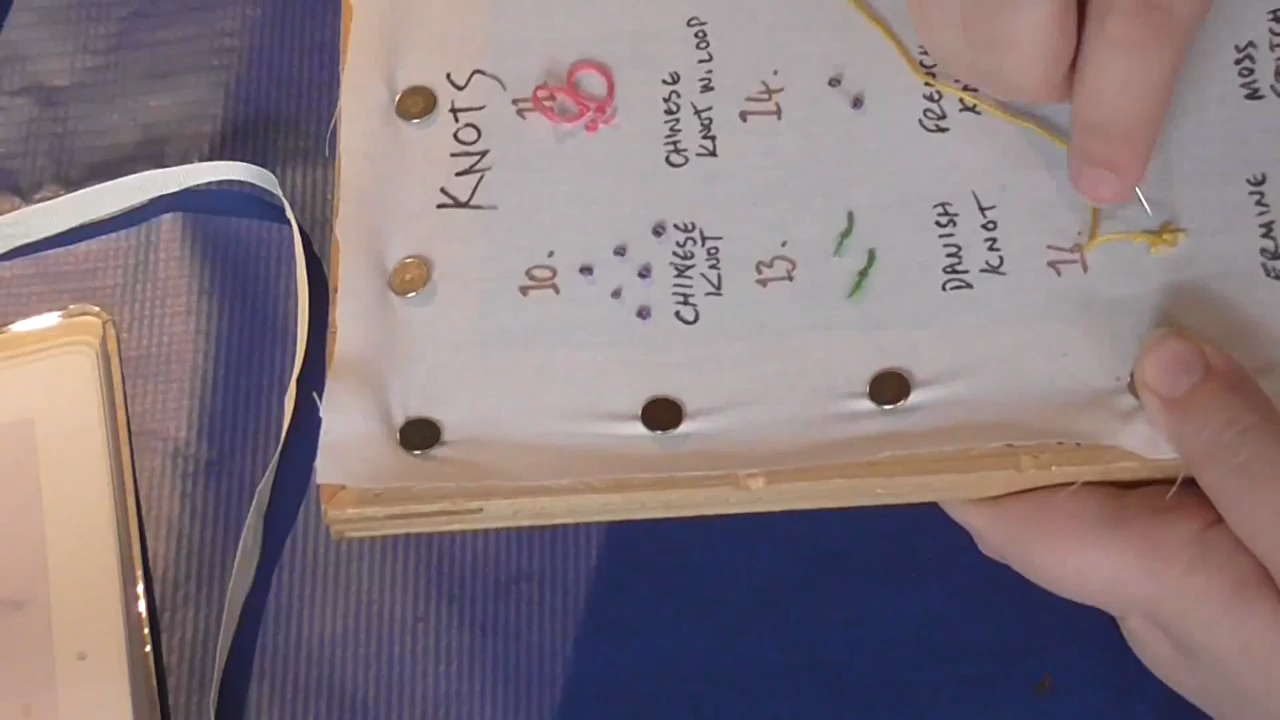 KNOTS
10.
11.
CHINESE
KNOT
CHINESE
KNOT W. LOOP
13.
14.
DANISH
KNOT
16.
ERMINE
MOSS